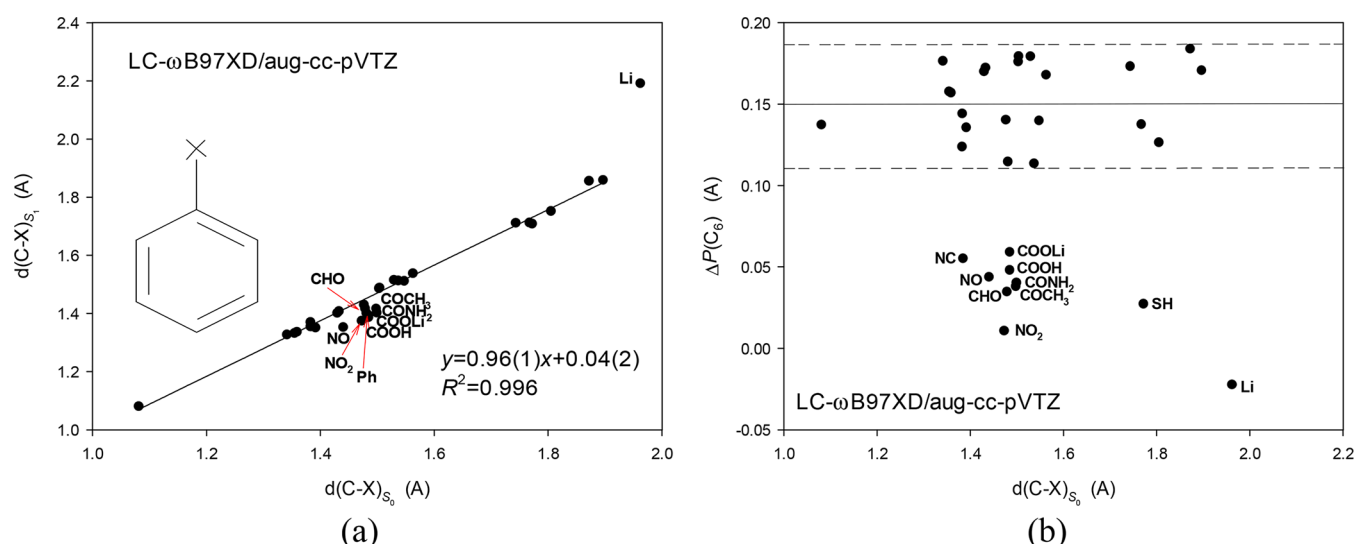 2.4
2.2
2.0
1.8
1.6
1.4
1.2
1.0
d(C-X)S₁ (A)
LC-ωB97XD/aug-cc-pVTZ
X
Li
CHO
COCH₃
CONH₂
COOLi
COOH
NO
NO₂
Ph
y=0.96(1)x+0.04(2)
R²=0.996
1.0 1.2 1.4 1.6 1.8 2.0
d(C-X)S₀ (A)
(a)
0.20
0.15
0.10
0.05
0.00
-0.05
ΔP(C₆) (A)
NC
COOLi
COOH
NO
CONH₂
CHO
COCH₃
SH
NO₂
Li
LC-ωB97XD/aug-cc-pVTZ
1.0 1.2 1.4 1.6 1.8 2.0 2.2
d(C-X)S₀ (A)
(b)